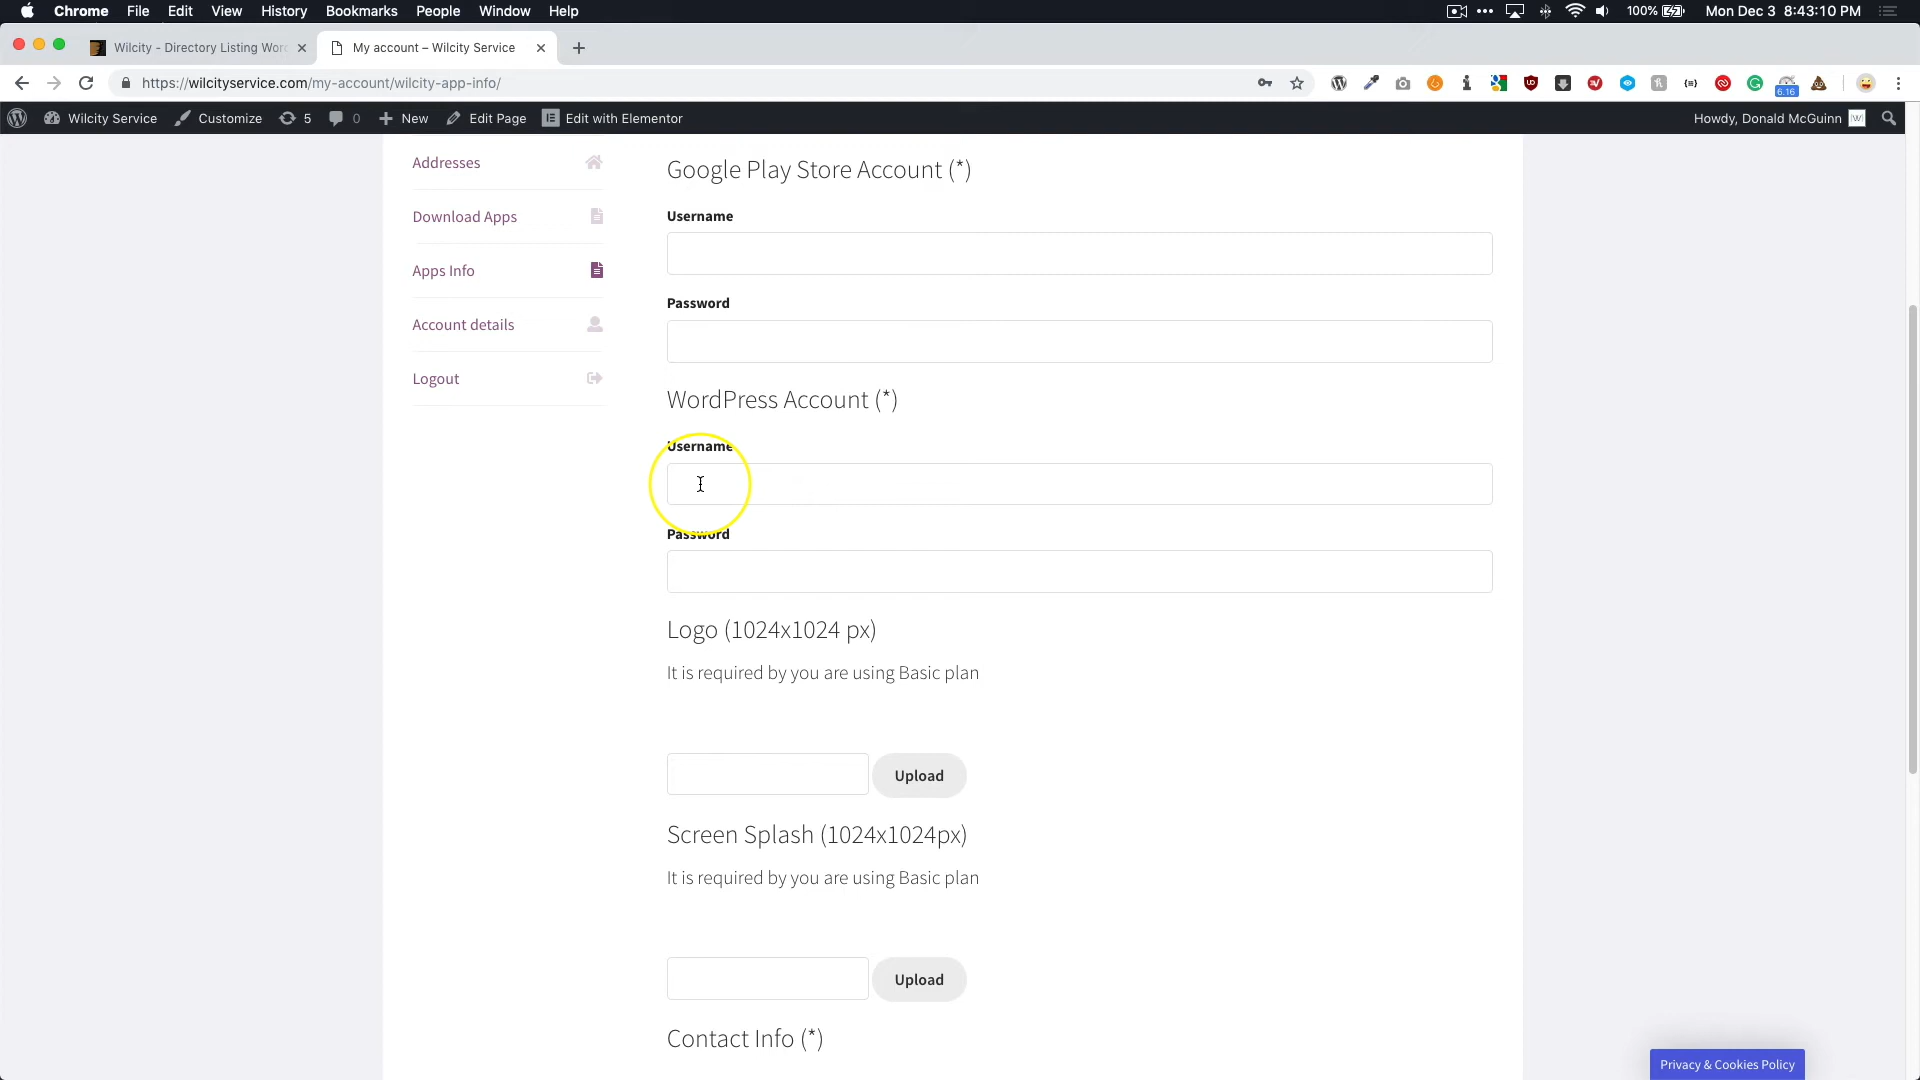 Chrome File Edit View History Bookmarks People Window Help 100% Mon Dec 3 8:43:10 PM
Wilcity - Directory Listing Wor
My account – Wilcity Service
https://wilcityservice.com/my-account/wilcity-app-info/
6.16
Wilcity Service Customize 5 0 New Edit Page Edit with Elementor Howdy, Donald McGuinn
Addresses
Download Apps
Apps Info
Account details
Logout
Google Play Store Account (*)
Username
Password
WordPress Account (*)
Username
Password
Logo (1024x1024 px)
It is required by you are using Basic plan
Upload
Screen Splash (1024x1024px)
It is required by you are using Basic plan
Upload
Contact Info (*)
Privacy & Cookies Policy